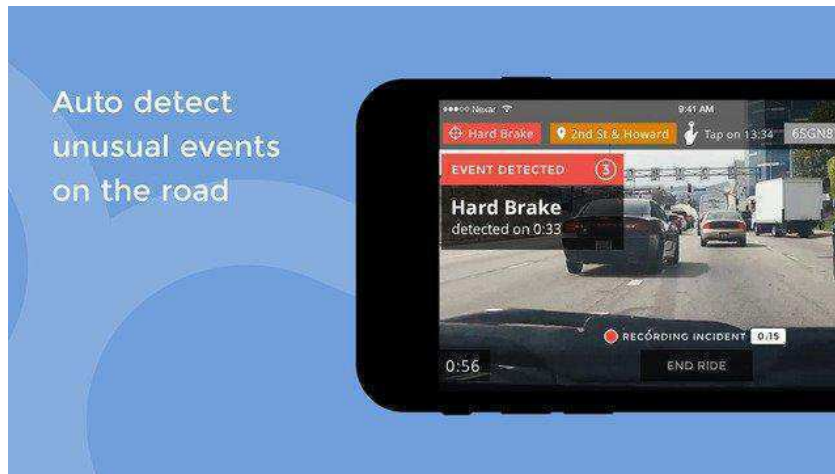 Auto detect
unusual events
on the road
Nexar 9:41 AM
Hard Brake 2nd St & Howard Tap on 13:34 6SGN8
EVENT DETECTED 3
Hard Brake
detected on 0:33
RECORDING INCIDENT 0:15
0:56 END RIDE